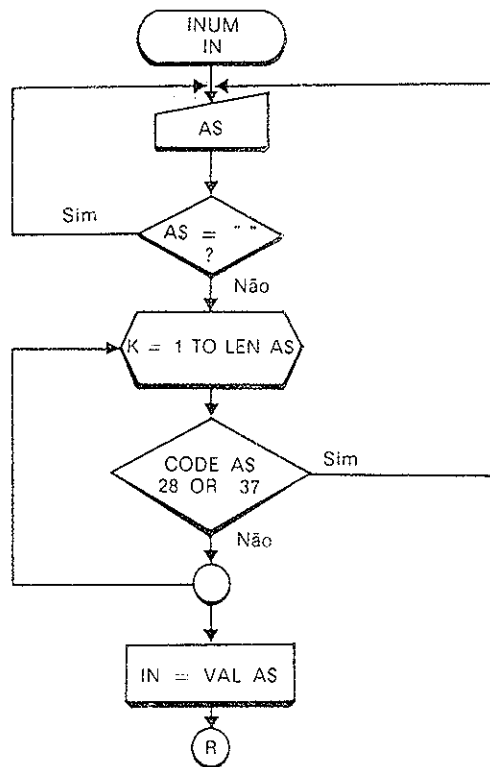 INUM
IN
AS
Sim
AS = " "
?
Não
K = 1 TO LEN AS
CODE AS
28 OR 37
Sim
Não
IN = VAL AS
R